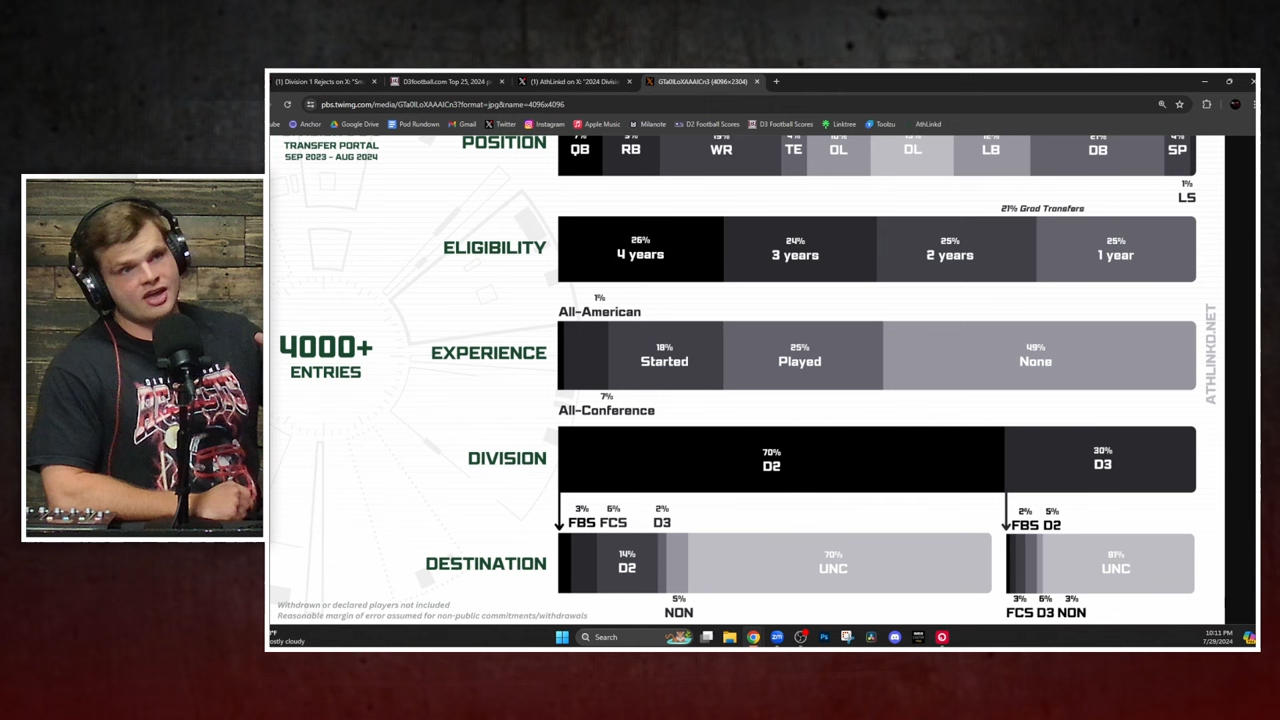 (1) Division 1 Rejects on X: "Sm
D3football.com Top 25, 2024 p
(1) AthLinkd on X: "2024 Divisi
GTa0ILoXAAAICn3 (4096×2304)
pbs.twimg.com/media/GTa0ILoXAAAICn3?format=jpg&name=4096x4096
ube Anchor Google Drive Pod Rundown Gmail Twitter Instagram Apple Music Milanote D2 Football Scores D3 Football Scores Linktree Toolzu AthLinkd
TRANSFER PORTAL
SEP 2023 - AUG 2024
POSITION
QB RB WR TE OL DL LB DB SP
1%
LS
21% Grad Transfers
ELIGIBILITY
26% 24% 25% 25%
4 years 3 years 2 years 1 year
1%
All-American
4000+
ENTRIES
EXPERIENCE
18% 25% 49%
Started Played None
7%
All-Conference
ATHLINKD.NET
DIVISION
70% 30%
D2 D3
3% 6% 2% 2% 5%
FBS FCS D3 FBS D2
DESTINATION
14% 70% 81%
D2 UNC UNC
5% 3% 6% 3%
NON FCS D3 NON
Withdrawn or declared players not included
Reasonable margin of error assumed for non-public commitments/withdrawals
°F
ostly cloudy
Search
10:11 PM
7/29/2024